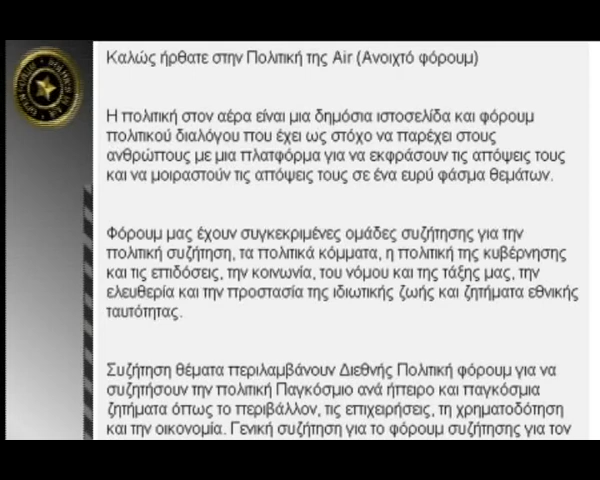 Καλώς ήρθατε στην Πολιτική της Air (Ανοιχτό φόρουμ)
Η πολιτική στον αέρα είναι μια δημόσια ιστοσελίδα και φόρουμ
πολιτικού διαλόγου που έχει ως στόχο να παρέχει στους
ανθρώπους με μια πλατφόρμα για να εκφράσουν τις απόψεις τους
και να μοιραστούν τις απόψεις τους σε ένα ευρύ φάσμα θεμάτων.
Φόρουμ μας έχουν συγκεκριμένες ομάδες συζήτησης για την
πολιτική συζήτηση, τα πολιτικά κόμματα, η πολιτική της κυβέρνησης
και τις επιδόσεις, την κοινωνία, του νόμου και της τάξης μας, την
ελευθερία και την προστασία της ιδιωτικής ζωής και ζητήματα εθνικής
ταυτότητας.
Συζήτηση θέματα περιλαμβάνουν Διεθνής Πολιτική φόρουμ για να
συζητήσουν την πολιτική Παγκόσμιο ανά ήπειρο και παγκόσμια
ζητήματα όπως το περιβάλλον, τις επιχειρήσεις, τη χρηματοδότηση
και την οικονομία. Γενική συζήτηση για το φόρουμ συζήτησης για τον